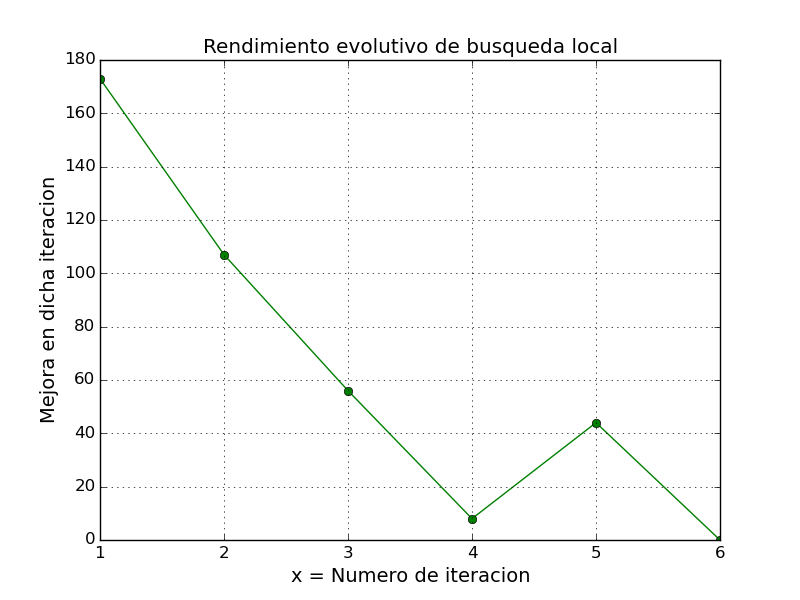 Rendimiento evolutivo de busqueda local
180
160
140
120
100
80
60
40
20
0
Mejora en dicha iteracion
1 2 3 4 5 6
x = Numero de iteracion